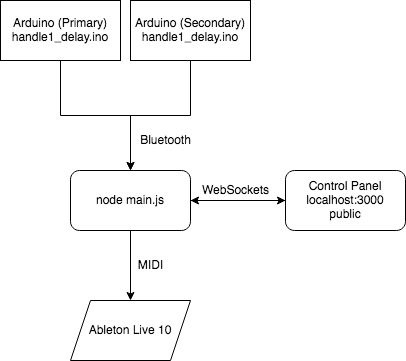 Arduino (Primary)
handle1_delay.ino
Arduino (Secondary)
handle1_delay.ino
Bluetooth
node main.js
WebSockets
Control Panel
localhost:3000
public
MIDI
Ableton Live 10